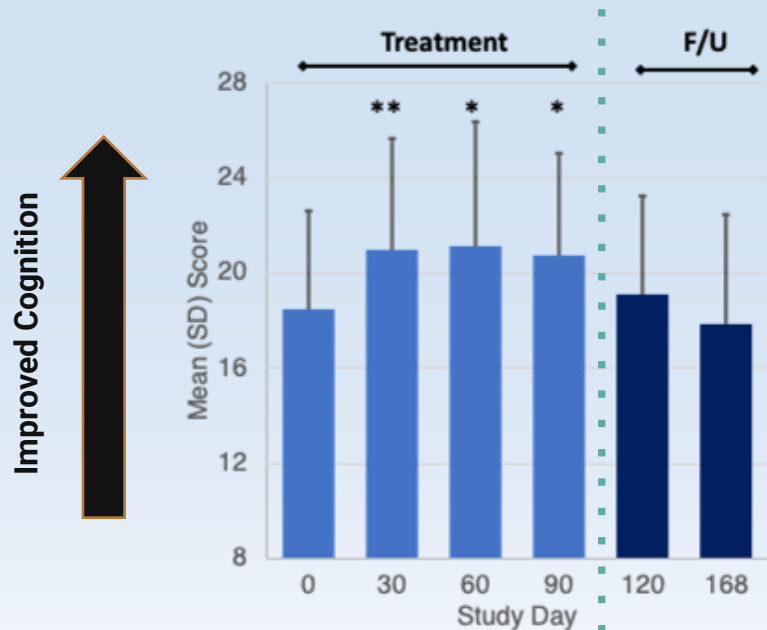 Treatment
F/U
28
** * *
24
20
16
12
8
Improved Cognition
Mean (SD) Score
0 30 60 90 120 168
Study Day